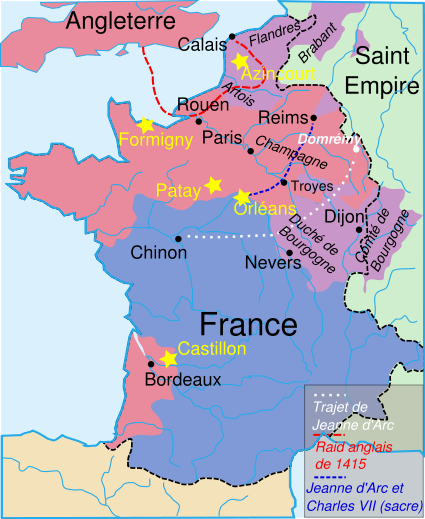 Angleterre
Calais
Flandres
Brabant
Saint
Empire
Azincourt
Artois
Rouen
Reims
Formigny
Paris
Champagne
Domrémy
Patay
Troyes
Orléans
Dijon
Duché de
Bourgogne
Comté de
Bourgogne
Chinon
Nevers
France
Castillon
Bordeaux
Trajet de
Jeanne d'Arc
Raid anglais
de 1415
Jeanne d'Arc et
Charles VII (sacre)